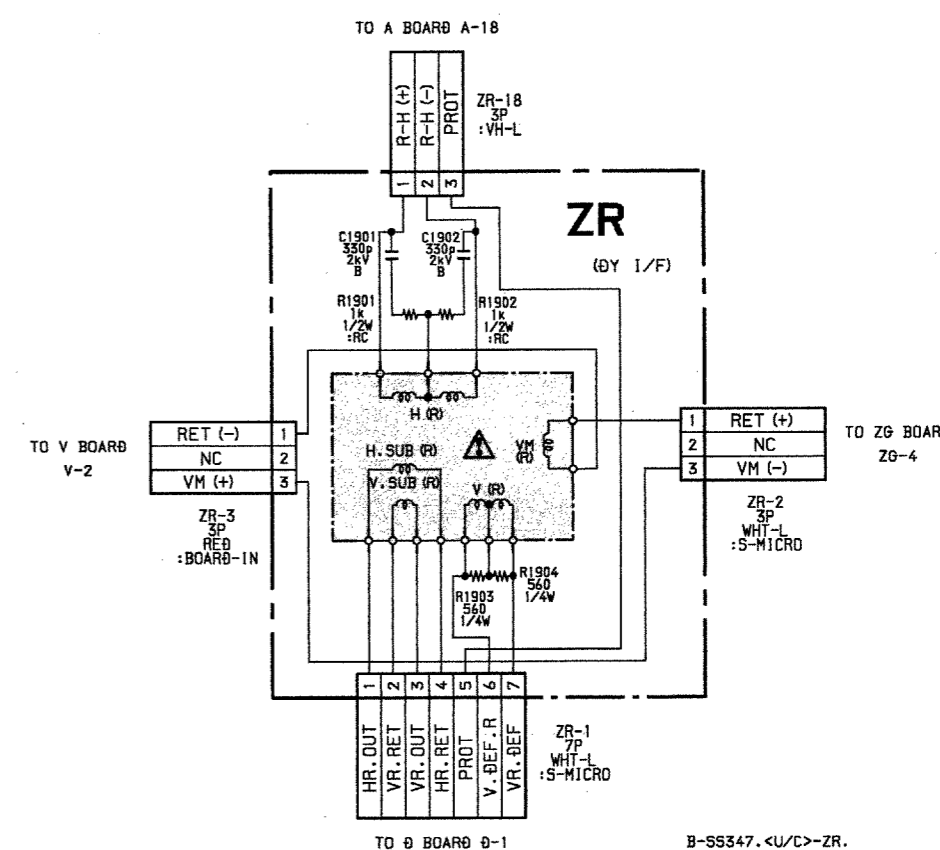 TO A BOARD A-18
R-H (+)
R-H (-)
PROT
1
2
3
ZR-18
3P
:VH-L
ZR
(DY I/F)
C1901
330p
2kV
B
C1902
330p
2kV
B
R1901
1k
1/2W
:RC
R1902
1k
1/2W
:RC
H (R)
H.SUB (R)
V.SUB (R)
VM (R)
V (R)
TO V BOARD
V-2
RET (-) 1
NC 2
VM (+) 3
ZR-3
3P
RED
:BOARD-IN
1 RET (+)
2 NC
3 VM (-)
TO ZG BOAR
ZG-4
ZR-2
3P
WHT-L
:S-MICRO
R1903
560
1/4W
R1904
560
1/4W
1
2
3
4
5
6
7
HR.OUT
VR.RET
VR.OUT
HR.RET
PROT
V.DEF.R
VR.DEF
ZR-1
7P
WHT-L
:S-MICRO
TO D BOARD D-1
B-SS347.<U/C>-ZR.